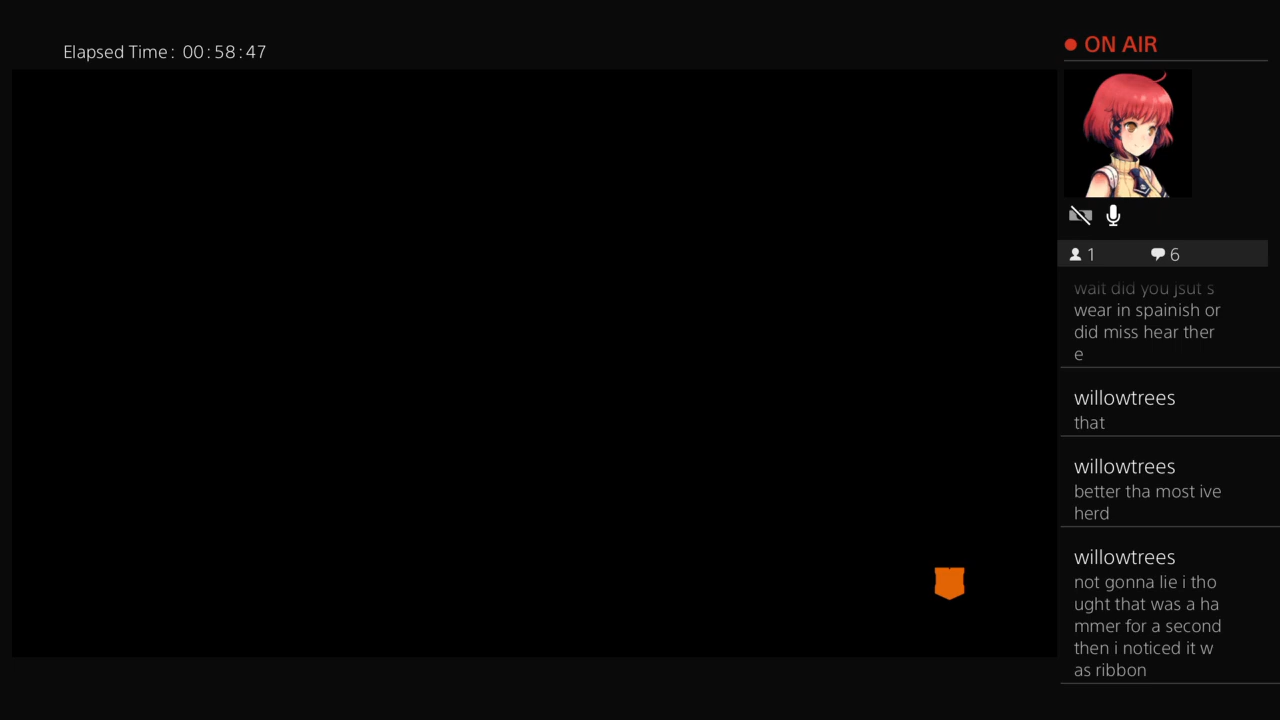 Elapsed Time: 00:58:47
ON AIR
1 6
wait did you jsut s
wear in spainish or
did miss hear ther
e
willowtrees
that
willowtrees
better tha most ive
herd
willowtrees
not gonna lie i tho
ught that was a ha
mmer for a second
then i noticed it w
as ribbon